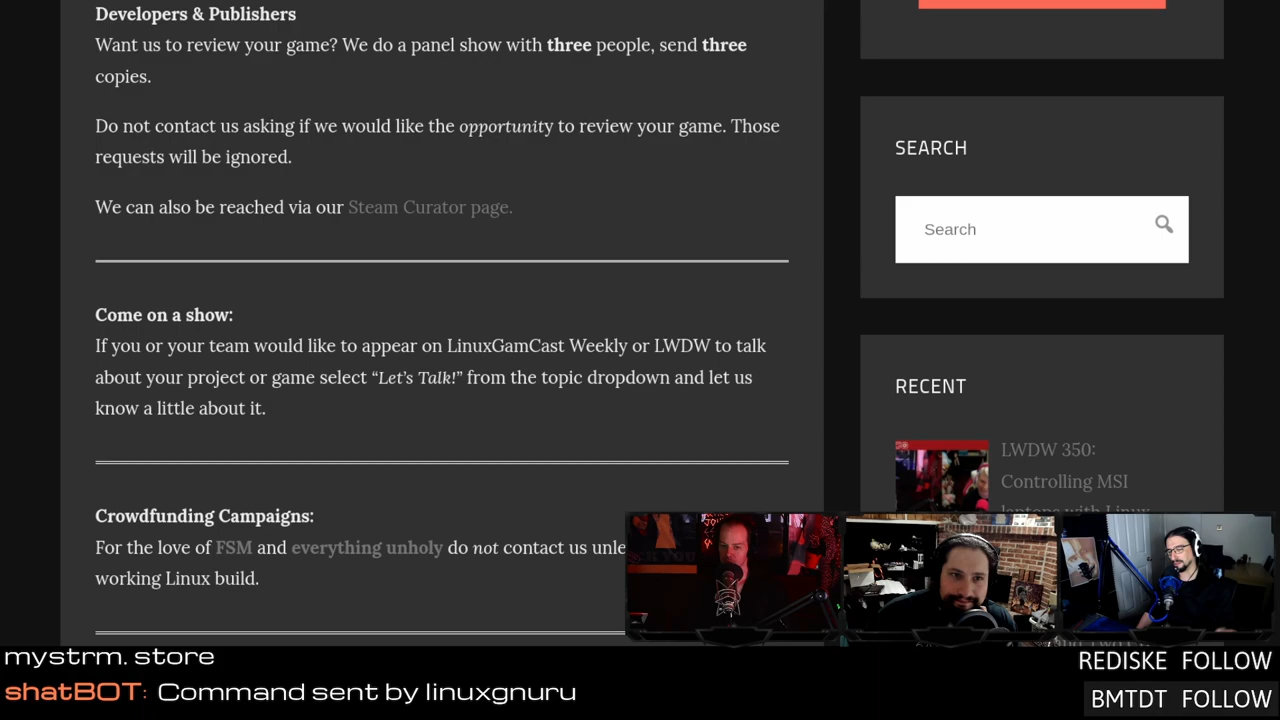 Developers & Publishers
Want us to review your game? We do a panel show with three people, send three
copies.
Do not contact us asking if we would like the opportunity to review your game. Those
requests will be ignored.
We can also be reached via our Steam Curator page.
Come on a show:
If you or your team would like to appear on LinuxGamCast Weekly or LWDW to talk
about your project or game select “Let’s Talk!” from the topic dropdown and let us
know a little about it.
Crowdfunding Campaigns:
For the love of FSM and everything unholy do not contact us unle
working Linux build.
SEARCH
Search
RECENT
LWDW 350:
Controlling MSI
laptops with Linux
mystrm.store
shatBOT: Command sent by linuxgnuru
REDISKE FOLLOW
BMTDT FOLLOW